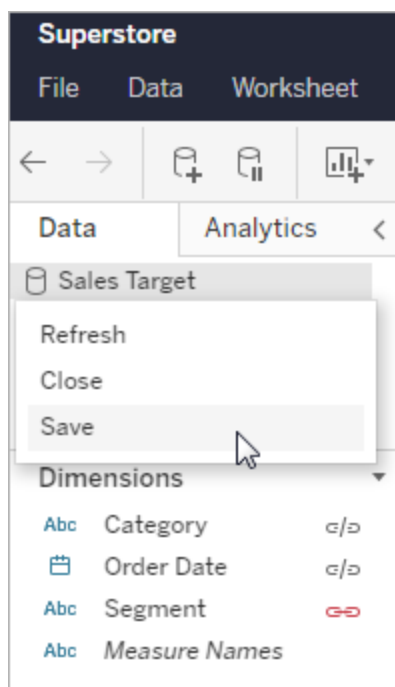 Superstore
File Data Worksheet
Data Analytics
Sales Target
Refresh
Close
Save
Dimensions
Abc Category
Order Date
Abc Segment
Abc Measure Names